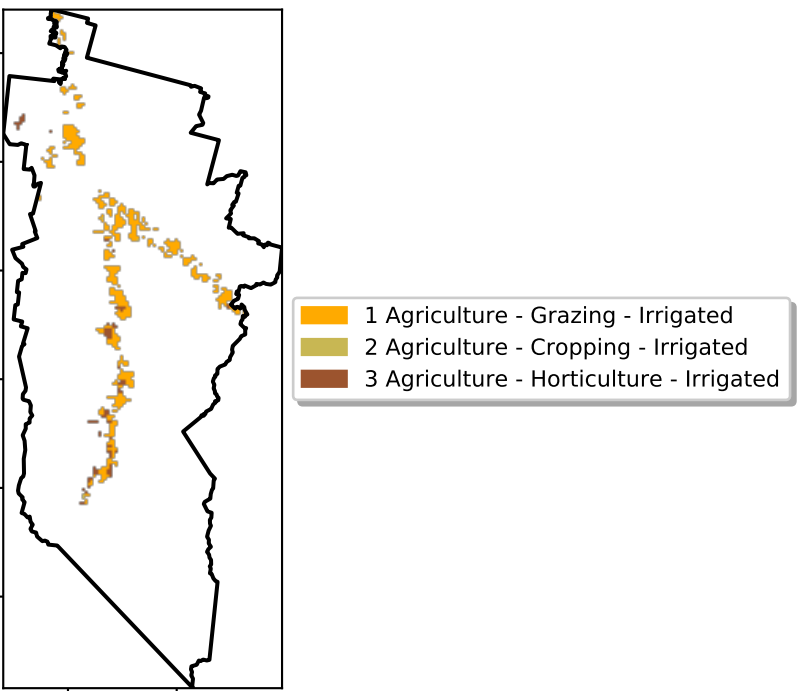 1 Agriculture - Grazing - Irrigated
2 Agriculture - Cropping - Irrigated
3 Agriculture - Horticulture - Irrigated